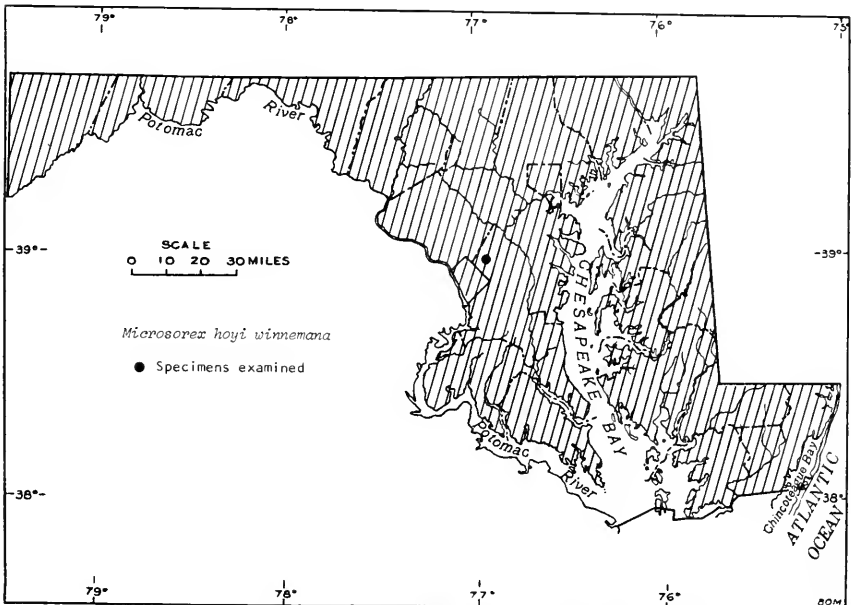 79° 78° 77° 76° 75°
Potomac River
39° 39°
SCALE
0 10 20 30 MILES
CHESAPEAKE BAY
Microsorex hoyi winnemana
● Specimens examined
Potomac River
38° 38°
Chincoteague Bay
ATLANTIC OCEAN
79° 78° 77° 76° 80M